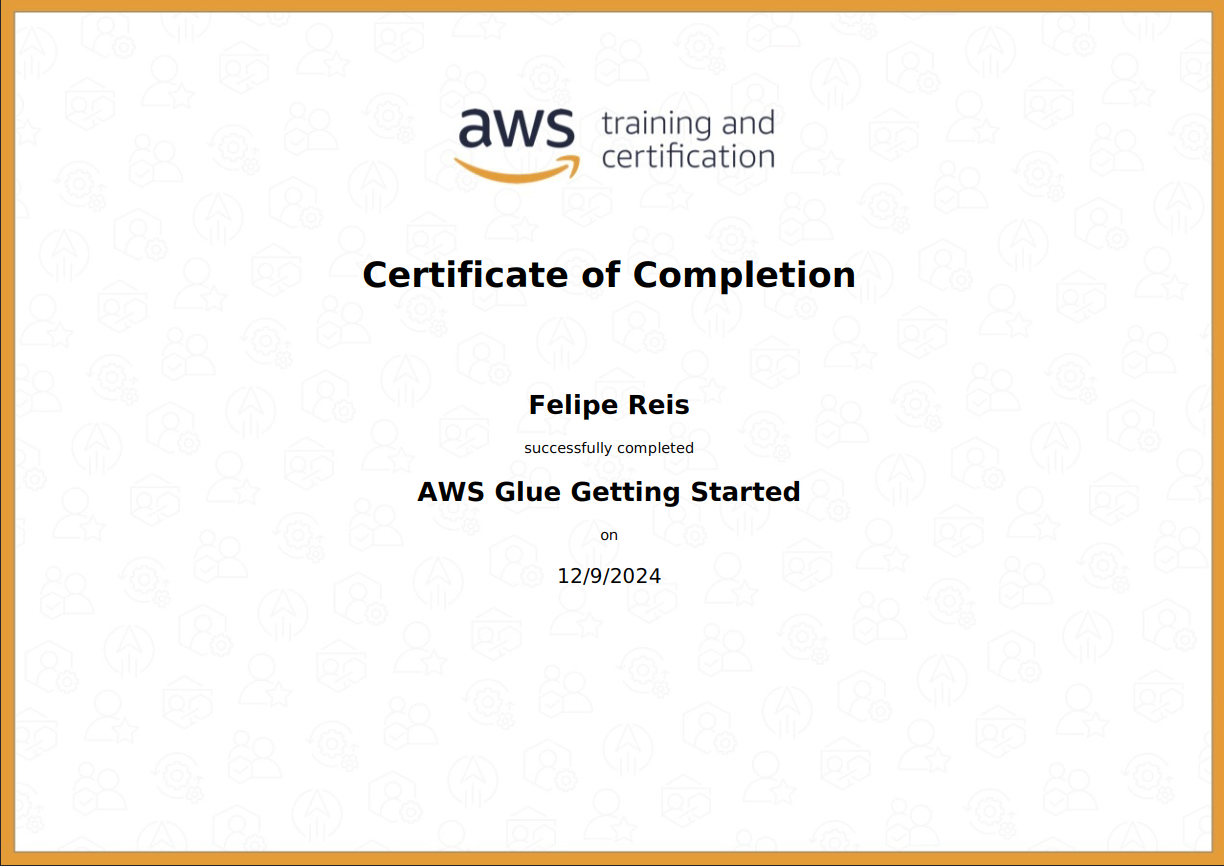 aws training and
certification
Certificate of Completion
Felipe Reis
successfully completed
AWS Glue Getting Started
on
12/9/2024